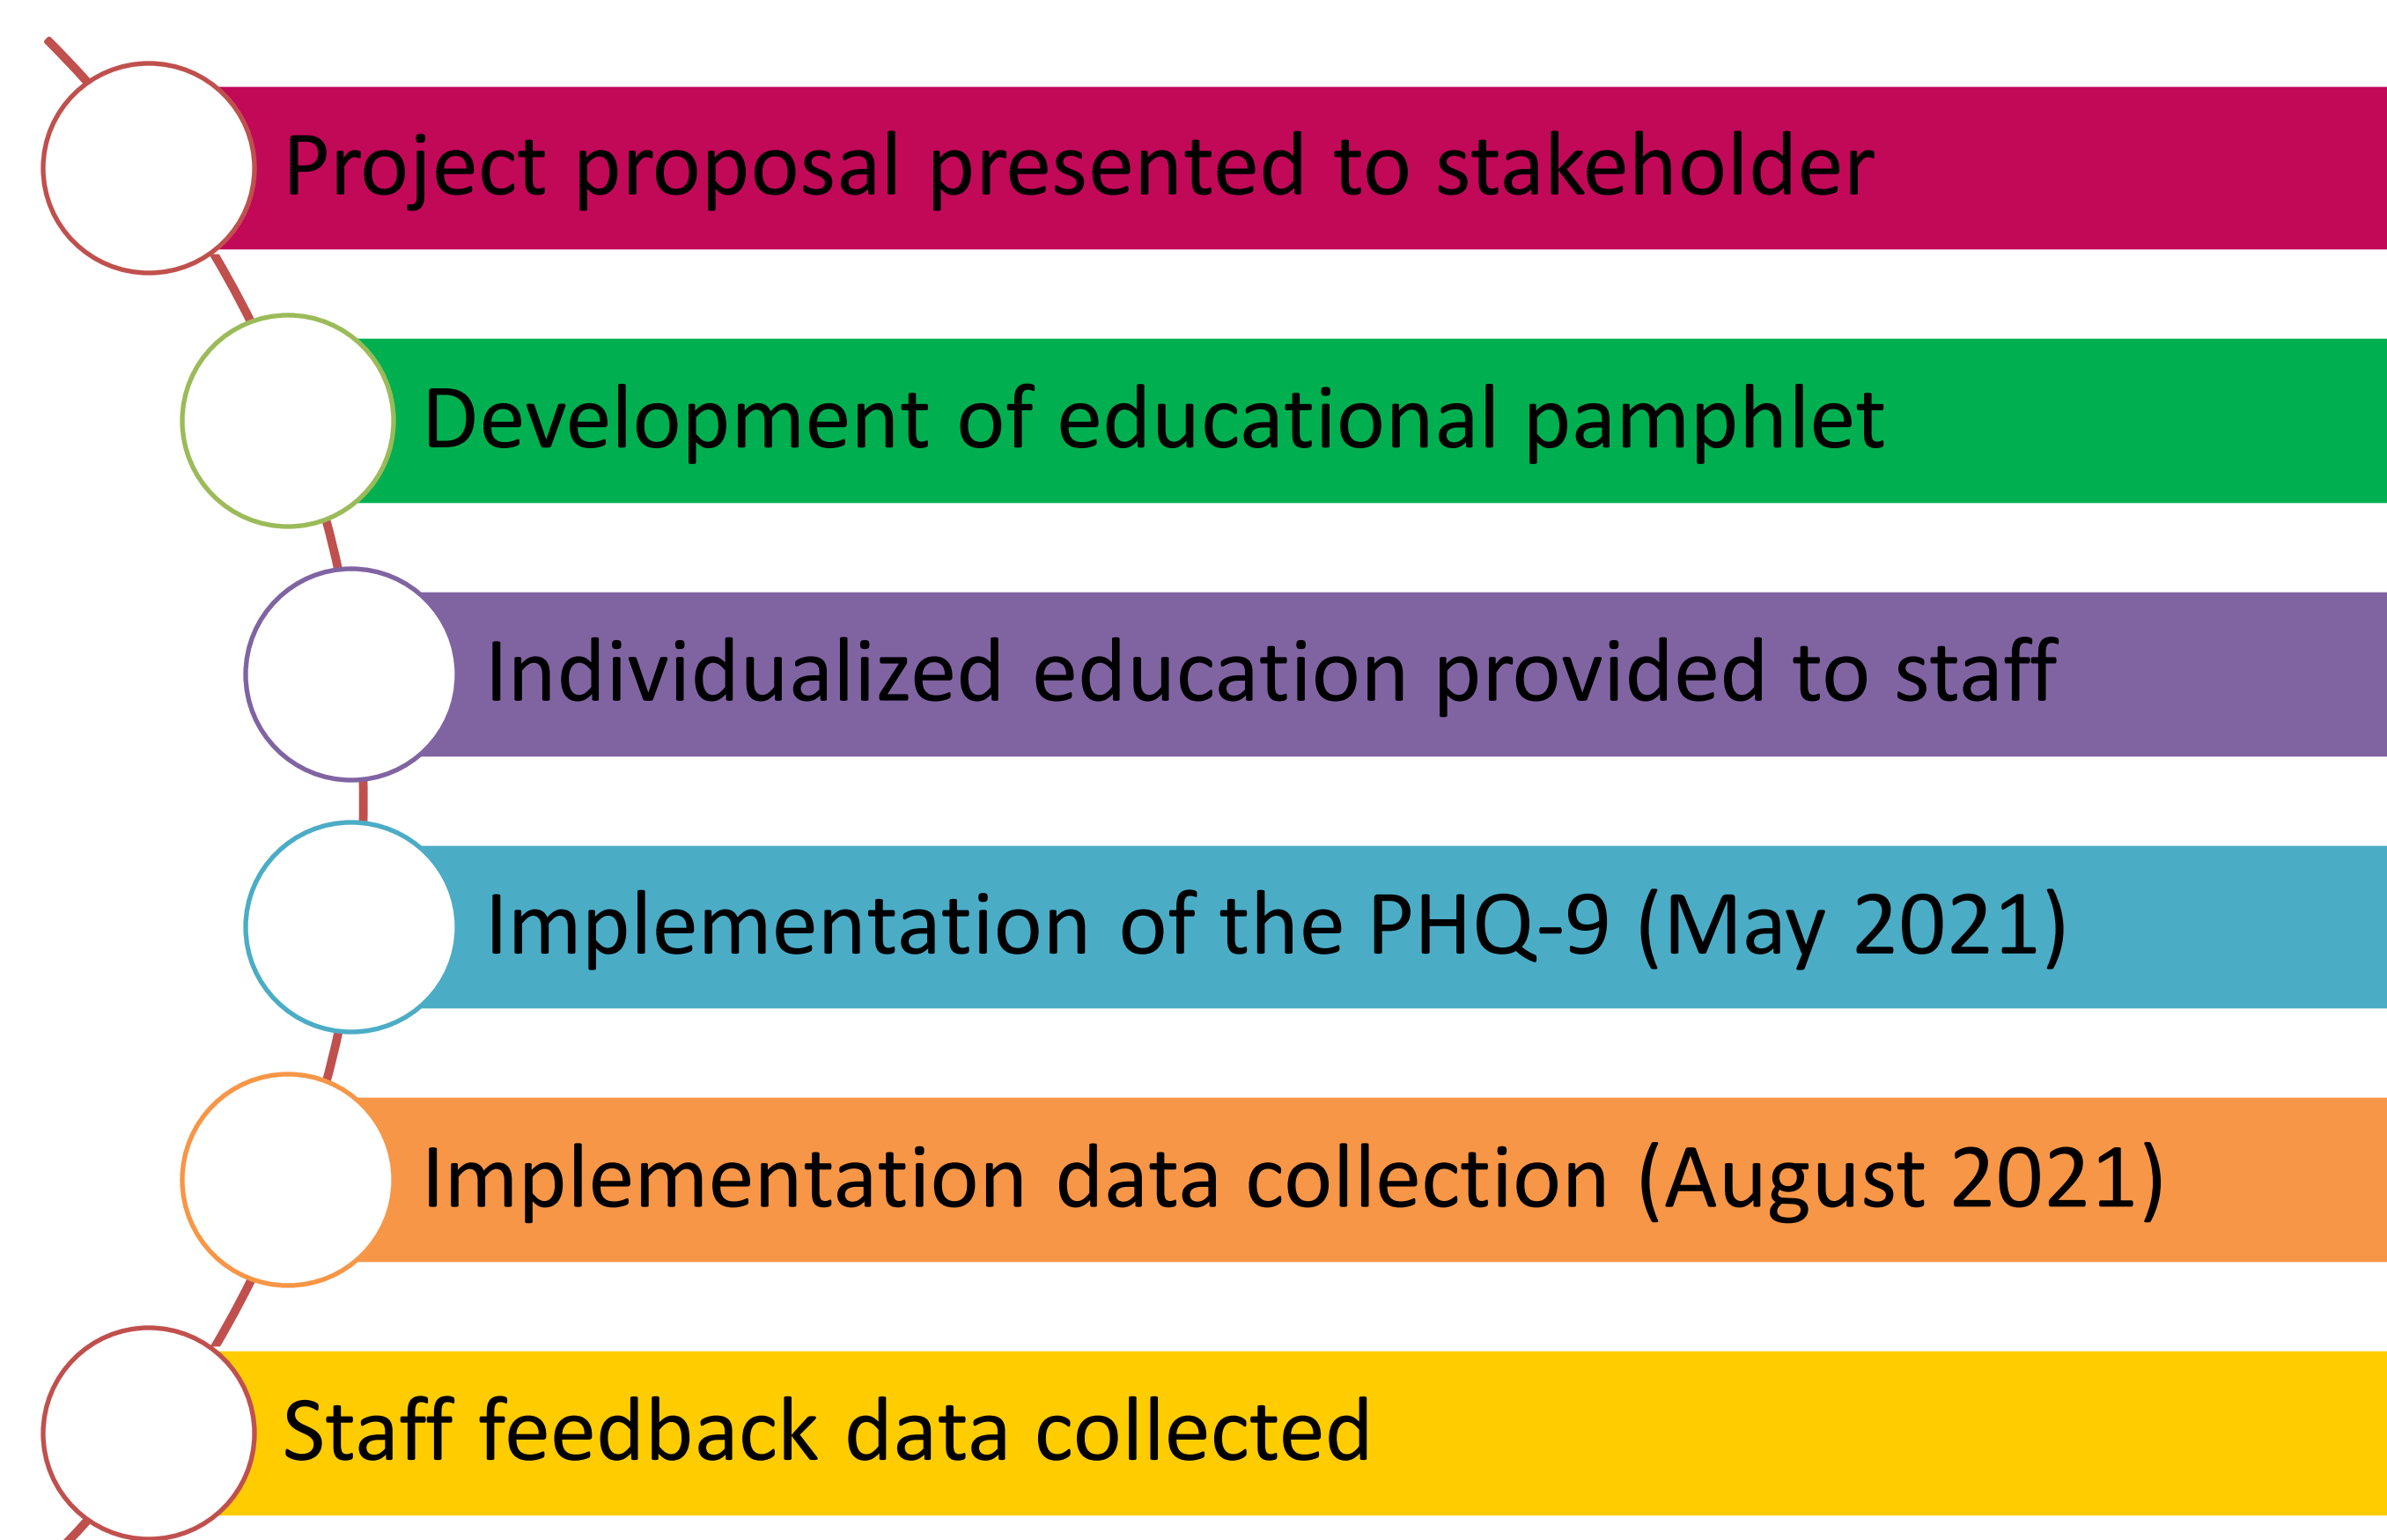 Project proposal presented to stakeholder
Development of educational pamphlet
Individualized education provided to staff
Implementation of the PHQ-9 (May 2021)
Implementation data collection (August 2021)
Staff feedback data collected